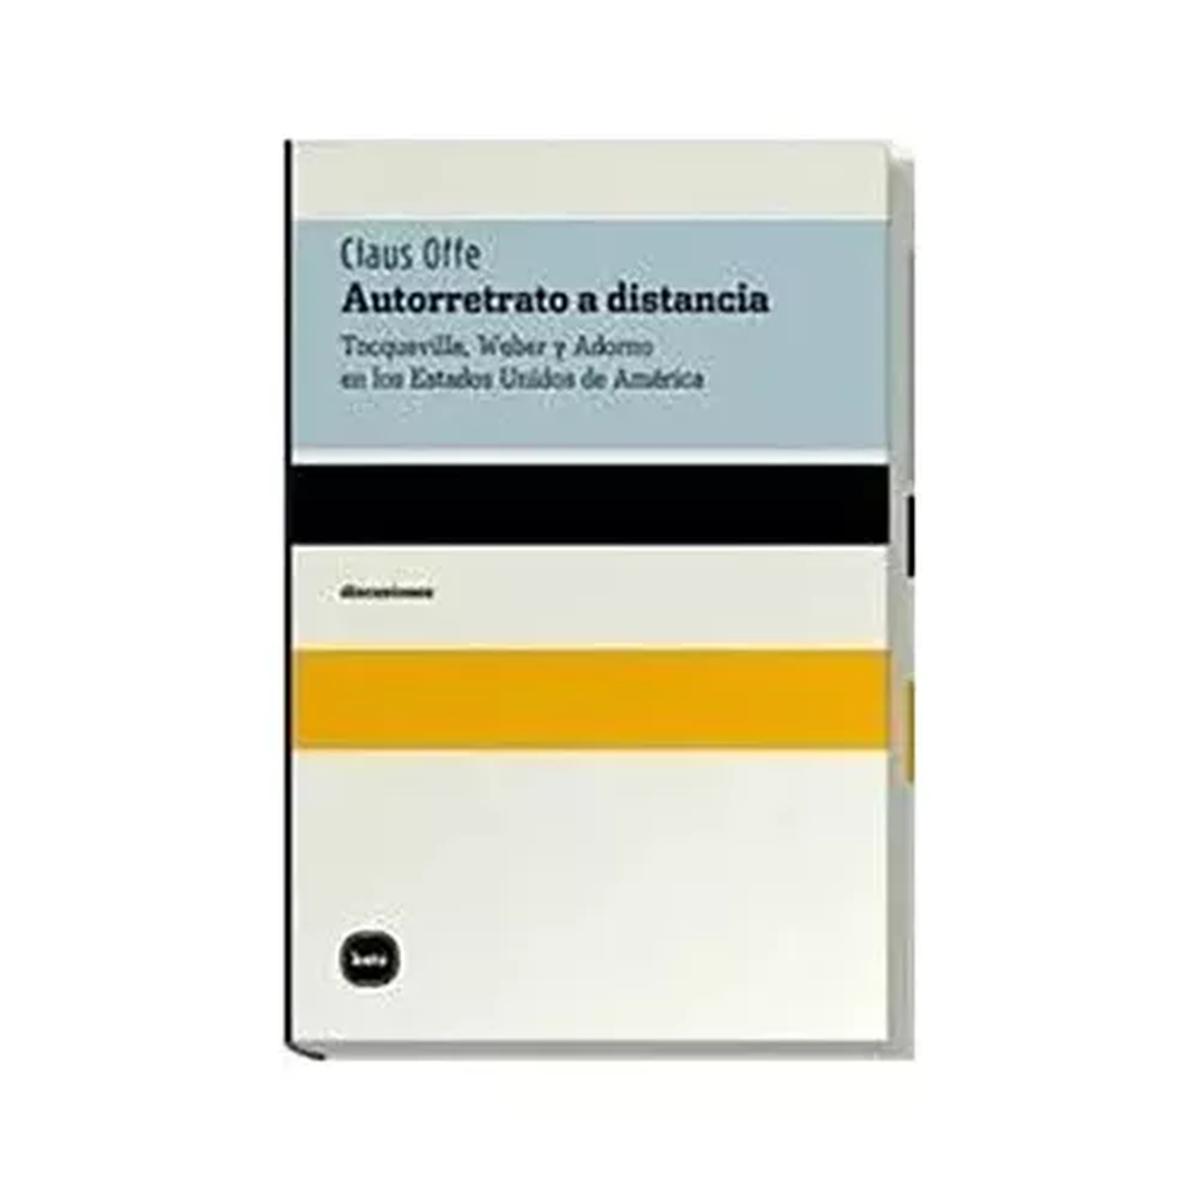 Claus Offe
Autorretrato a distancia
Tocqueville, Weber y Adorno
en los Estados Unidos de América
discusiones
katz